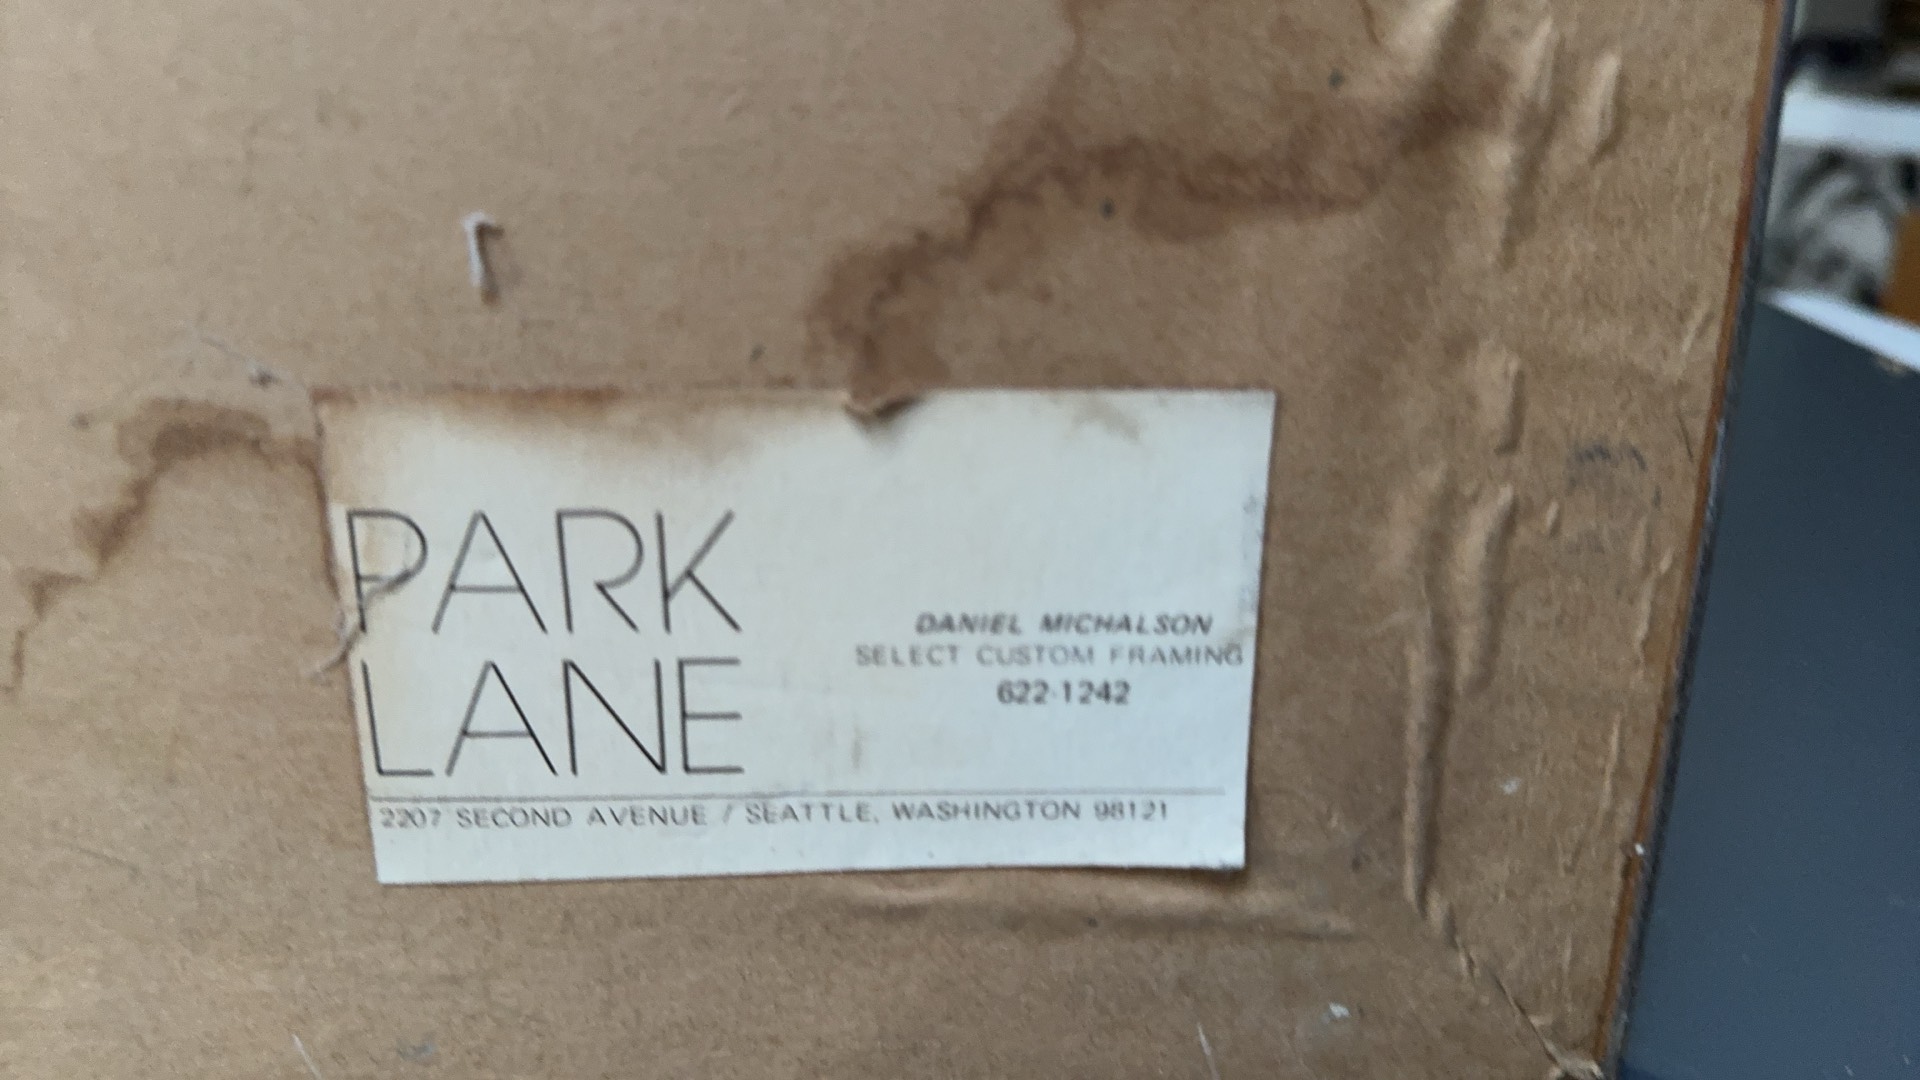 PARK
LANE
DANIEL MICHALSON
SELECT CUSTOM FRAMING
622-1242
2207 SECOND AVENUE / SEATTLE, WASHINGTON 98121